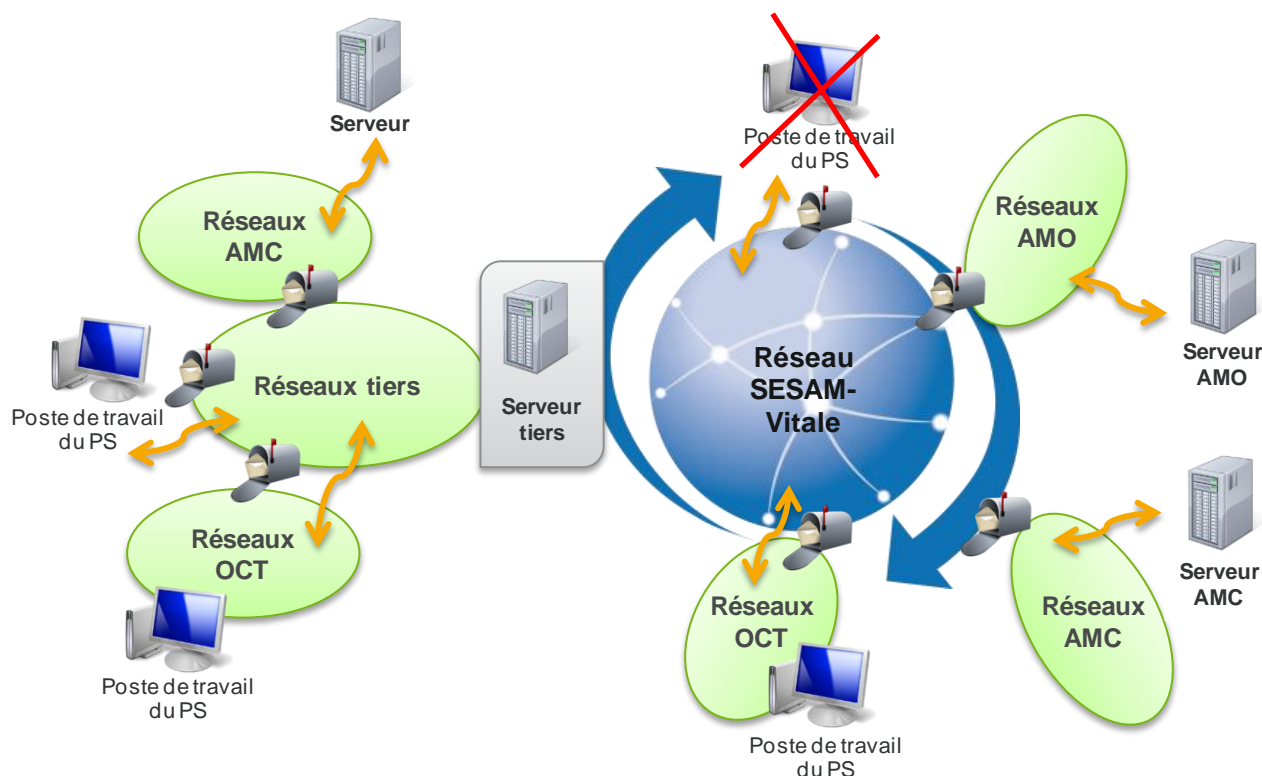 Serveur
Poste de travail
du PS
Réseaux
AMC
Réseaux
AMO
Réseaux tiers
Réseau
SESAM-
Vitale
Serveur
tiers
Poste de travail
du PS
Serveur
AMO
Réseaux
OCT
Poste de travail
du PS
Réseaux
OCT
Poste de travail
du PS
Réseaux
AMC
Serveur
AMC